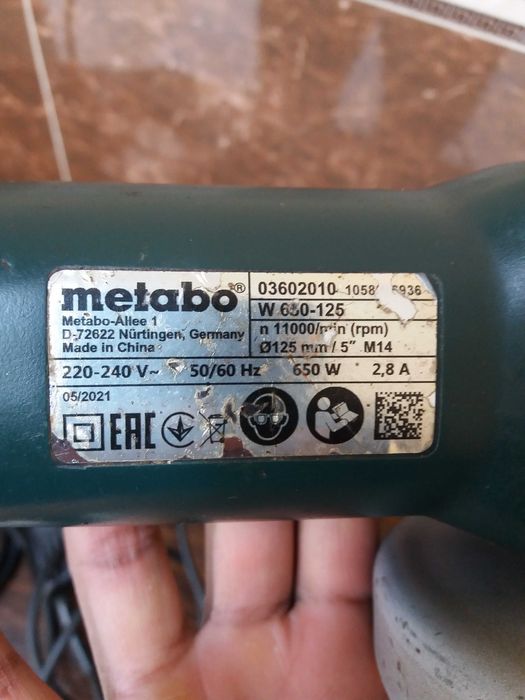 metabo®
Metabo-Allee 1
D-72622 Nürtingen, Germany
Made in China
03602010
W 650-125
n 11000/min (rpm)
Ø125 mm / 5" M14
220-240 V~ 50/60 Hz 650 W 2,8 A
05/2021
EAC